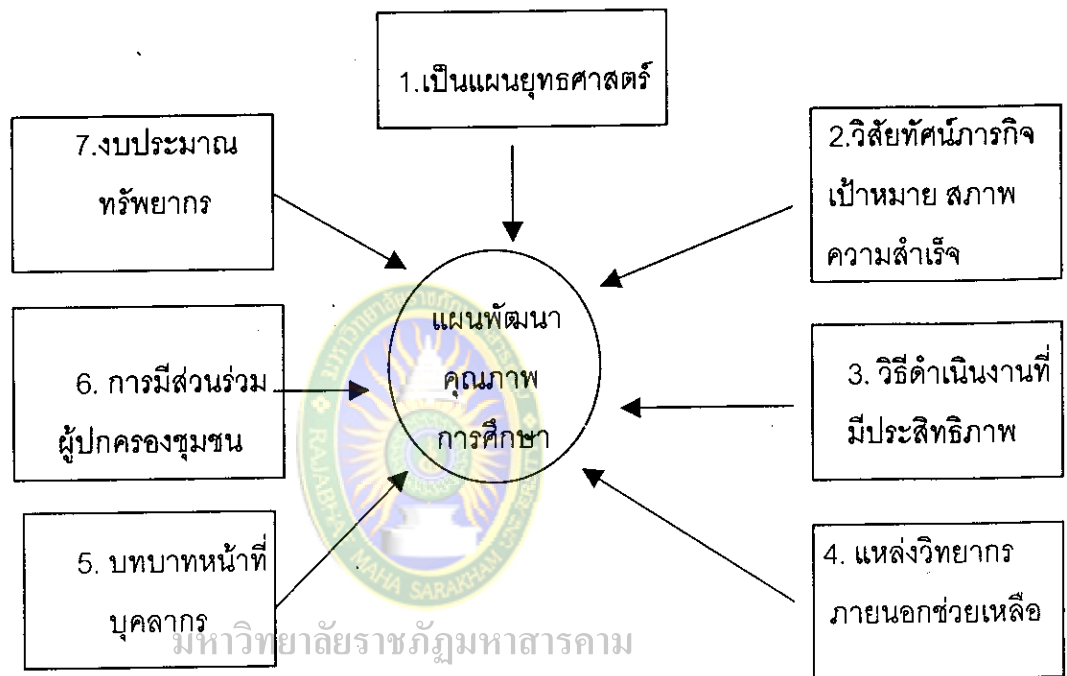 1.เป็นแผนยุทธศาสตร์
2.วิสัยทัศน์ภารกิจ
เป้าหมาย สภาพ
ความสำเร็จ
3. วิธีดำเนินงานที่
มีประสิทธิภาพ
4. แหล่งวิทยากร
ภายนอกช่วยเหลือ
5. บทบาทหน้าที่
บุคลากร
6. การมีส่วนร่วม
ผู้ปกครองชุมชน
7.งบประมาณ
ทรัพยากร
แผนพัฒนา
คุณภาพ
การศึกษา
RAJABHAT MAHA SARAKHAM
มหาวิทยาลัยราชภัฏมหาสารคาม